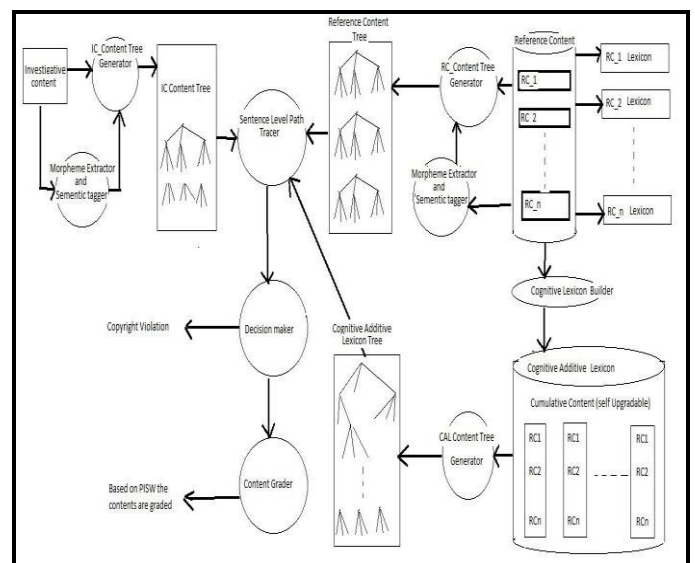 Investigative
content
IC_Content Tree
Generator
Morpheme Extractor
and
Sementic tagger
IC Content Tree
Sentence Level Path
Tracer
Reference Content
Tree
RC_Content Tree
Generator
Morpheme Extractor
and
Sementic tagger
Reference Content
RC_1
RC_2
RC_n
RC_1 Lexicon
RC_2 Lexicon
RC_n Lexicon
Cognitive Lexicon Builder
Cognitive Additive Lexicon
Cumulative Content (self Upgradable)
RC1
RC2
RCn
RC1
RC2
RCn
RC1
RC2
RCn
CAL Content Tree
Generator
Cognitive Additive
Lexicon Tree
Decision maker
Copyright Violation
Content Grader
Based on PISW the
contents are graded